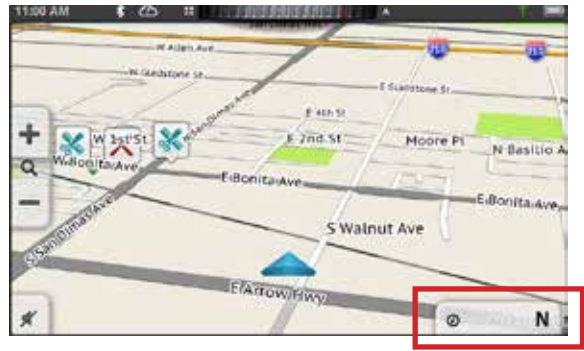 11:00 AM
W Allen Ave
W Gladstone St
E Gladstone St
E 4th St
W 1st St
E 2nd St
Moore Pl
N Basilio A
W Bonita Ave
E Bonita Ave
E Bonita Ave
S San Dimas Ave
S Walnut Ave
E Arrow Hwy
N